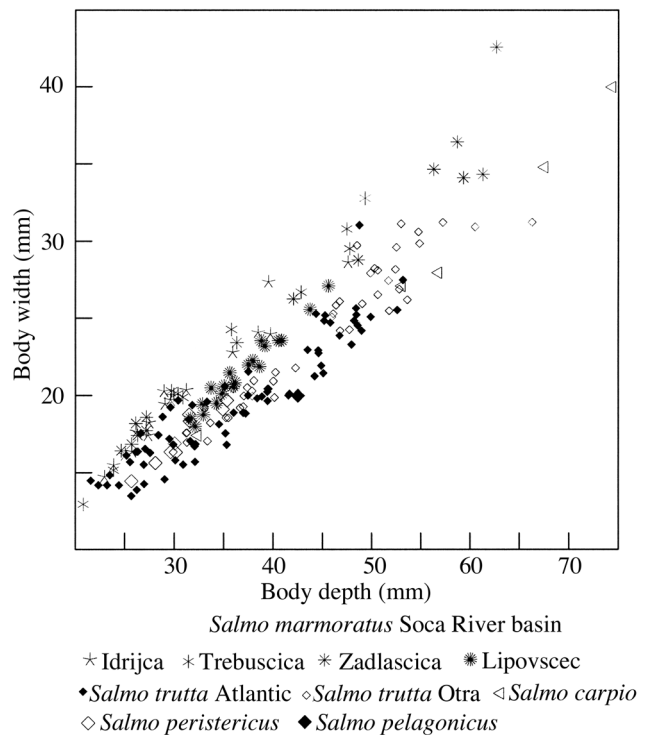 40
30
20
Body width (mm)
30 40 50 60 70
Body depth (mm)
Salmo marmoratus Soca River basin
Idrijca Trebuscica Zadlascica Lipovscec
Salmo trutta Atlantic Salmo trutta Otra Salmo carpio
Salmo peristericus Salmo pelagonicus